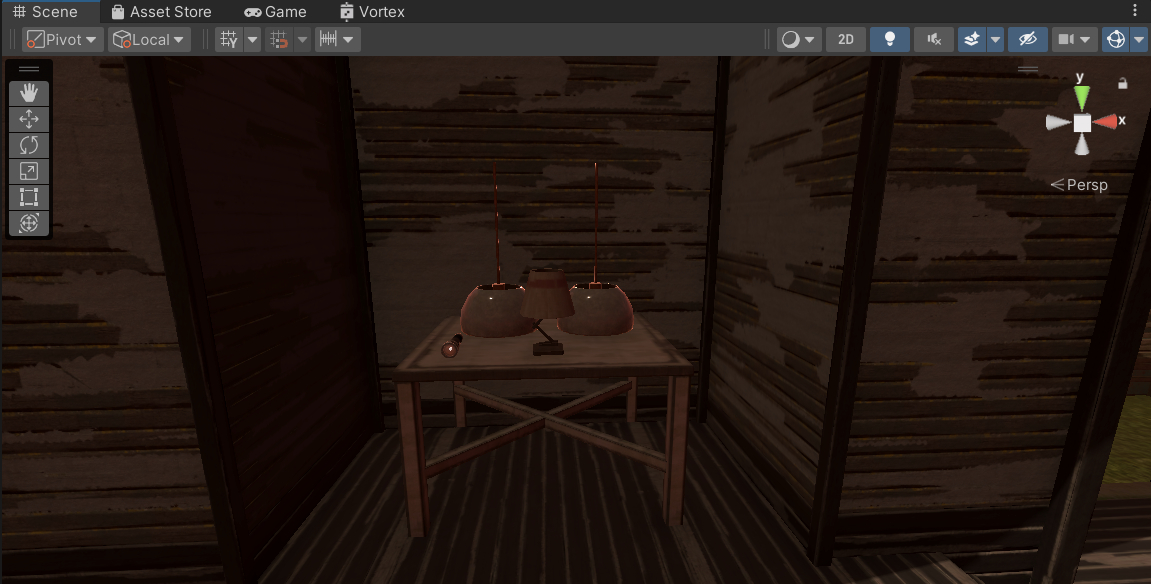 Scene Asset Store Game Vortex
Pivot Local 2D
y
x
Persp